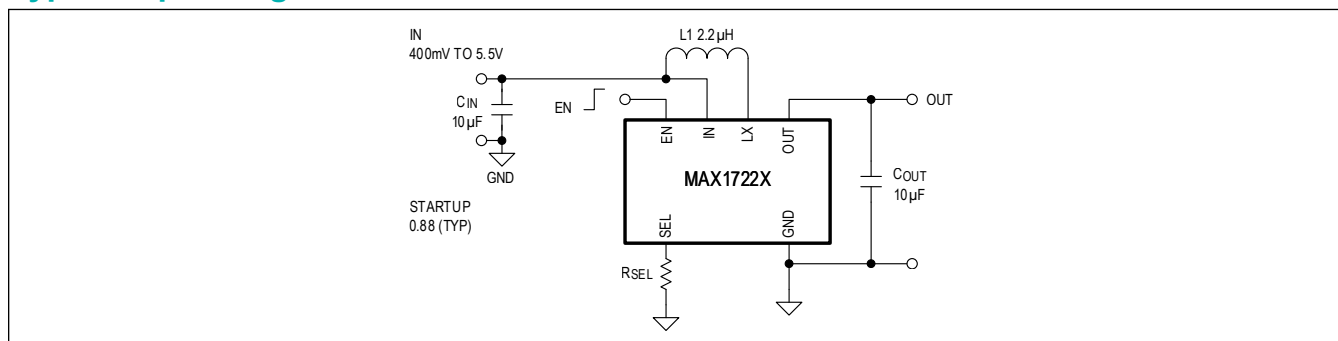 IN
400mV TO 5.5V
L1 2.2µH
CIN
10µF
EN
GND
STARTUP
0.88 (TYP)
EN
IN
LX
OUT
MAX1722X
SEL
GND
RSEL
OUT
COUT
10µF